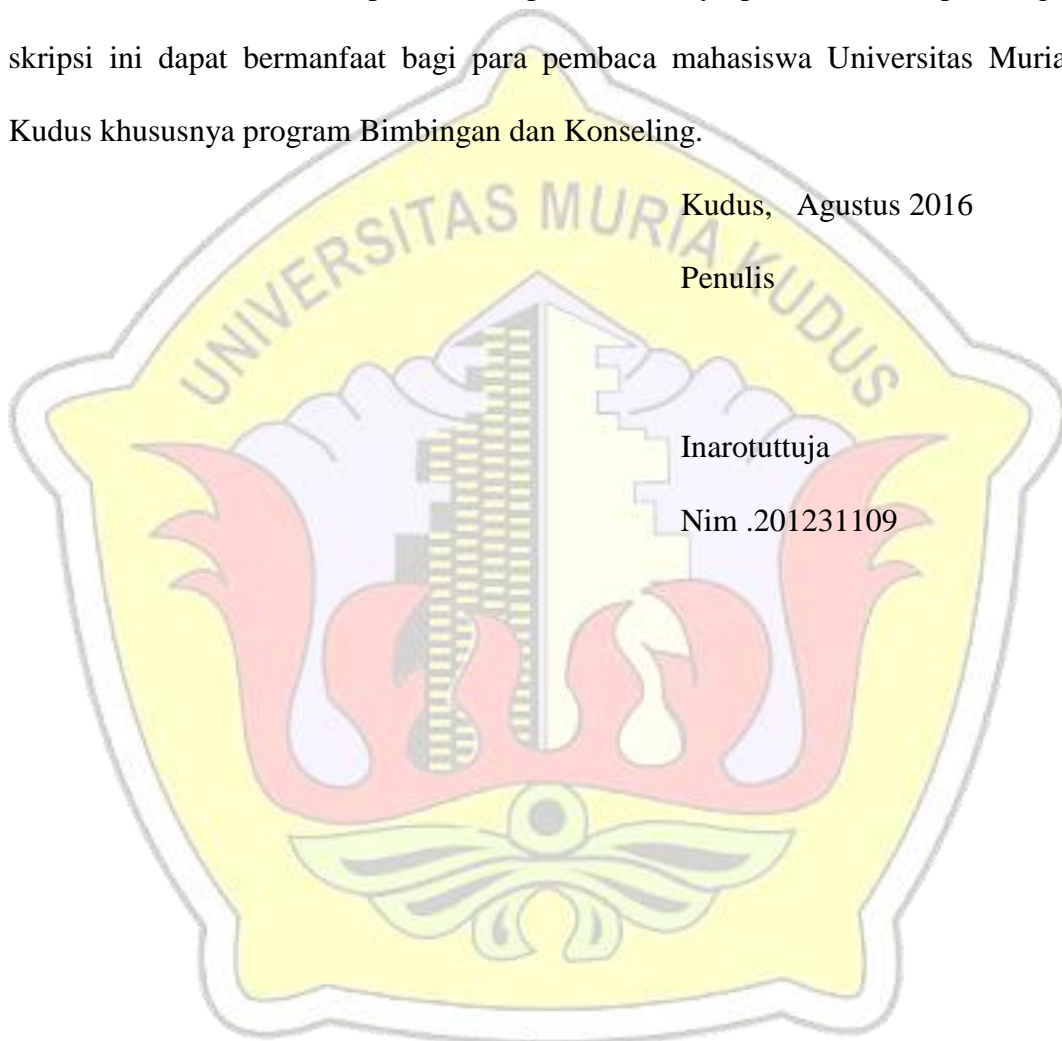 skripsi ini dapat bermanfaat bagi para pembaca mahasiswa Universitas Muria
Kudus khususnya program Bimbingan dan Konseling.
UNIVERSITAS MURIA KUDUS
Kudus, Agustus 2016
Penulis
Inarotuttuja
Nim .201231109